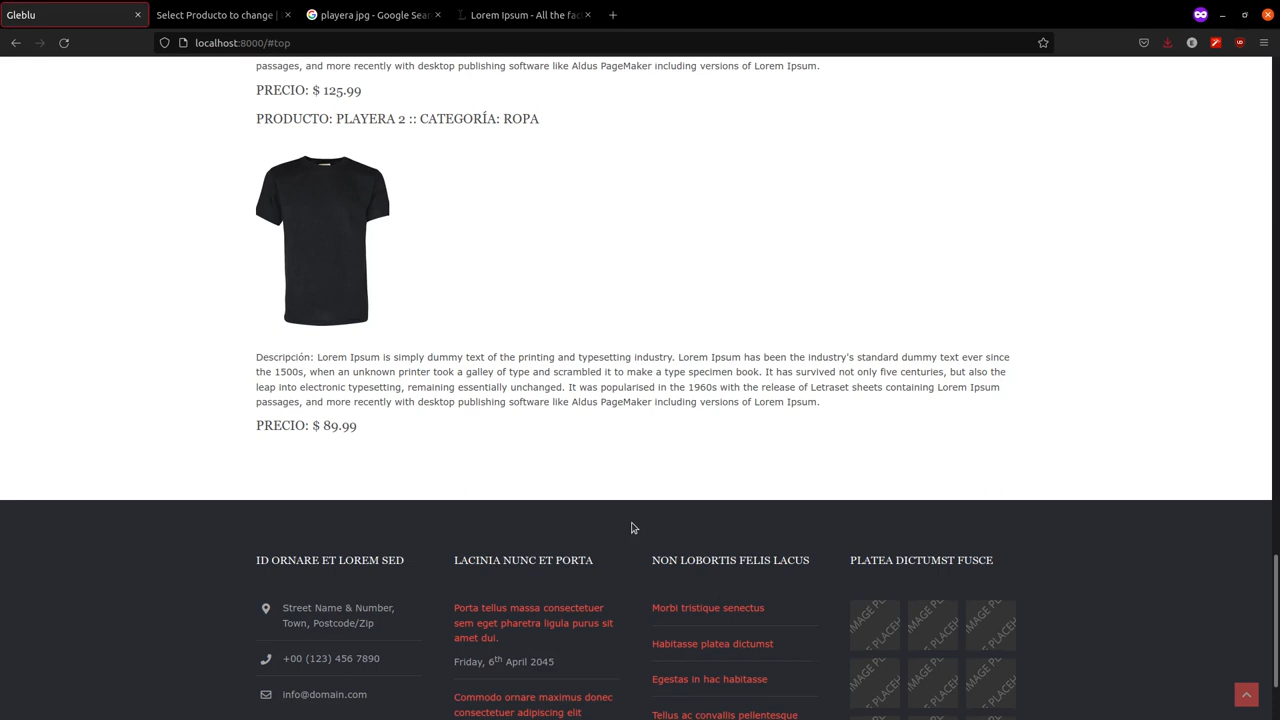 Gleblu
Select Producto to change |
playera jpg - Google Sear
Lorem Ipsum - All the fac
localhost:8000/#top
passages, and more recently with desktop publishing software like Aldus PageMaker including versions of Lorem Ipsum.
PRECIO: $ 125.99
PRODUCTO: PLAYERA 2 :: CATEGORÍA: ROPA
Descripción: Lorem Ipsum is simply dummy text of the printing and typesetting industry. Lorem Ipsum has been the industry's standard dummy text ever since
the 1500s, when an unknown printer took a galley of type and scrambled it to make a type specimen book. It has survived not only five centuries, but also the
leap into electronic typesetting, remaining essentially unchanged. It was popularised in the 1960s with the release of Letraset sheets containing Lorem Ipsum
passages, and more recently with desktop publishing software like Aldus PageMaker including versions of Lorem Ipsum.
PRECIO: $ 89.99
ID ORNARE ET LOREM SED
Street Name & Number,
Town, Postcode/Zip
+00 (123) 456 7890
info@domain.com
LACINIA NUNC ET PORTA
Porta tellus massa consectetuer
sem eget pharetra ligula purus sit
amet dui.
Friday, 6th April 2045
Commodo ornare maximus donec
consectetuer adipiscing elit
NON LOBORTIS FELIS LACUS
Morbi tristique senectus
Habitasse platea dictumst
Egestas in hac habitasse
Tellus ac convallis pellentesque
PLATEA DICTUMST FUSCE